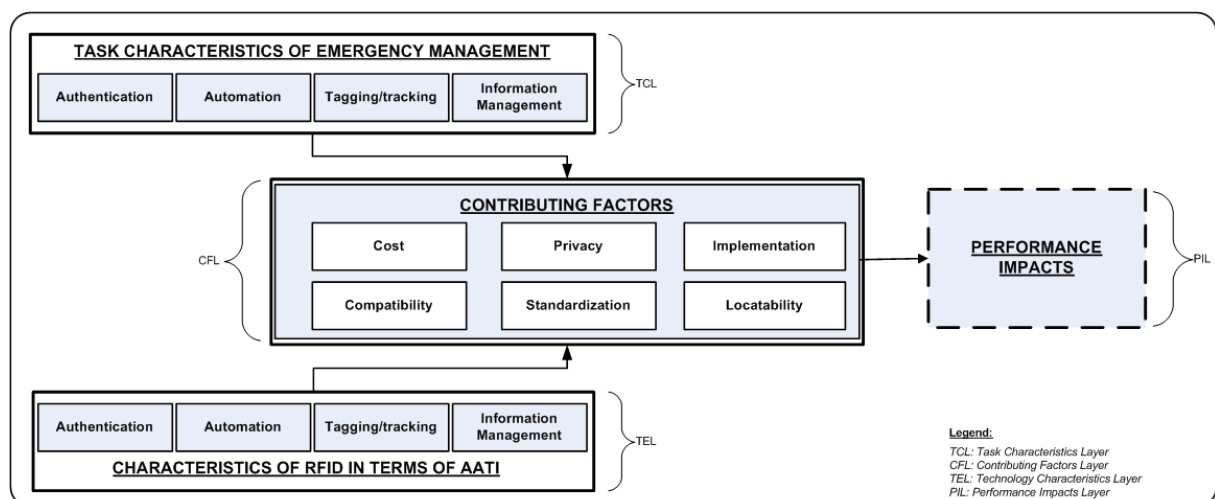 TASK CHARACTERISTICS OF EMERGENCY MANAGEMENT
Authentication
Automation
Tagging/tracking
Information
Management
TCL
CONTRIBUTING FACTORS
Cost
Privacy
Implementation
Compatibility
Standardization
Locatability
CFL
PERFORMANCE
IMPACTS
PIL
Authentication
Automation
Tagging/tracking
Information
Management
CHARACTERISTICS OF RFID IN TERMS OF AATI
TEL
Legend:
TCL: Task Characteristics Layer
CFL: Contributing Factors Layer
TEL: Technology Characteristics Layer
PIL: Performance Impacts Layer